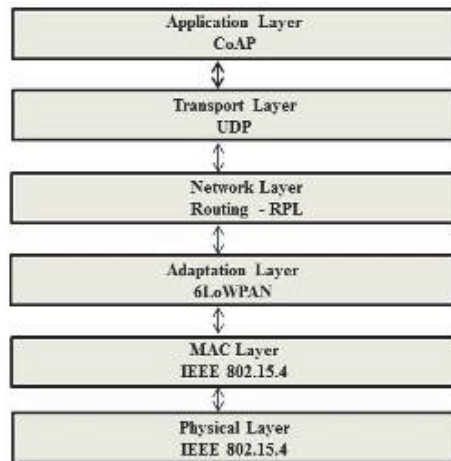 Application Layer
CoAP
Transport Layer
UDP
Network Layer
Routing - RPL
Adaptation Layer
6LoWPAN
MAC Layer
IEEE 802.15.4
Physical Layer
IEEE 802.15.4